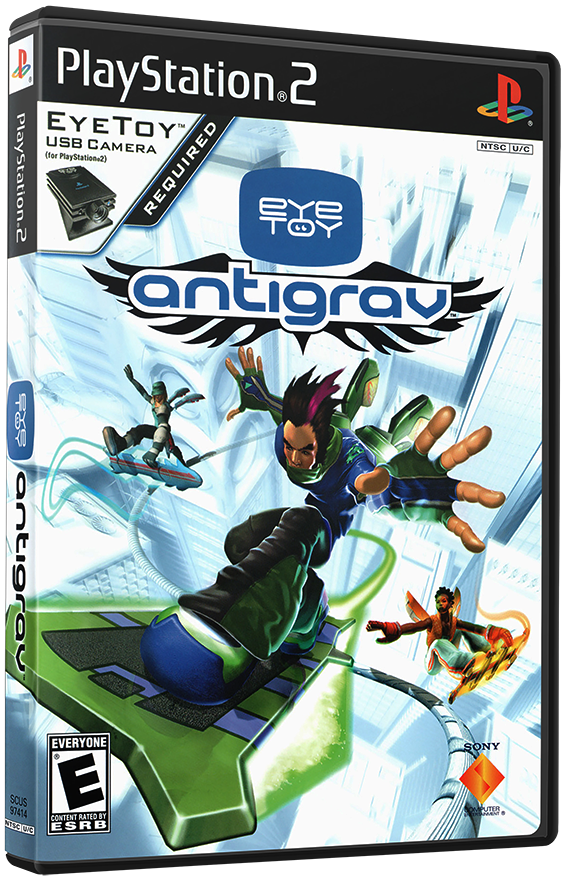 PlayStation®2
NTSC U/C
EYETOY™
USB CAMERA
(for PlayStation®2)
REQUIRED
EYE
TOY
antigrav™
EVERYONE
E
CONTENT RATED BY
ESRB
SONY
COMPUTER
ENTERTAINMENT®
PlayStation®2
EYE
TOY
antigrav
SCUS
97414
NTSC U/C